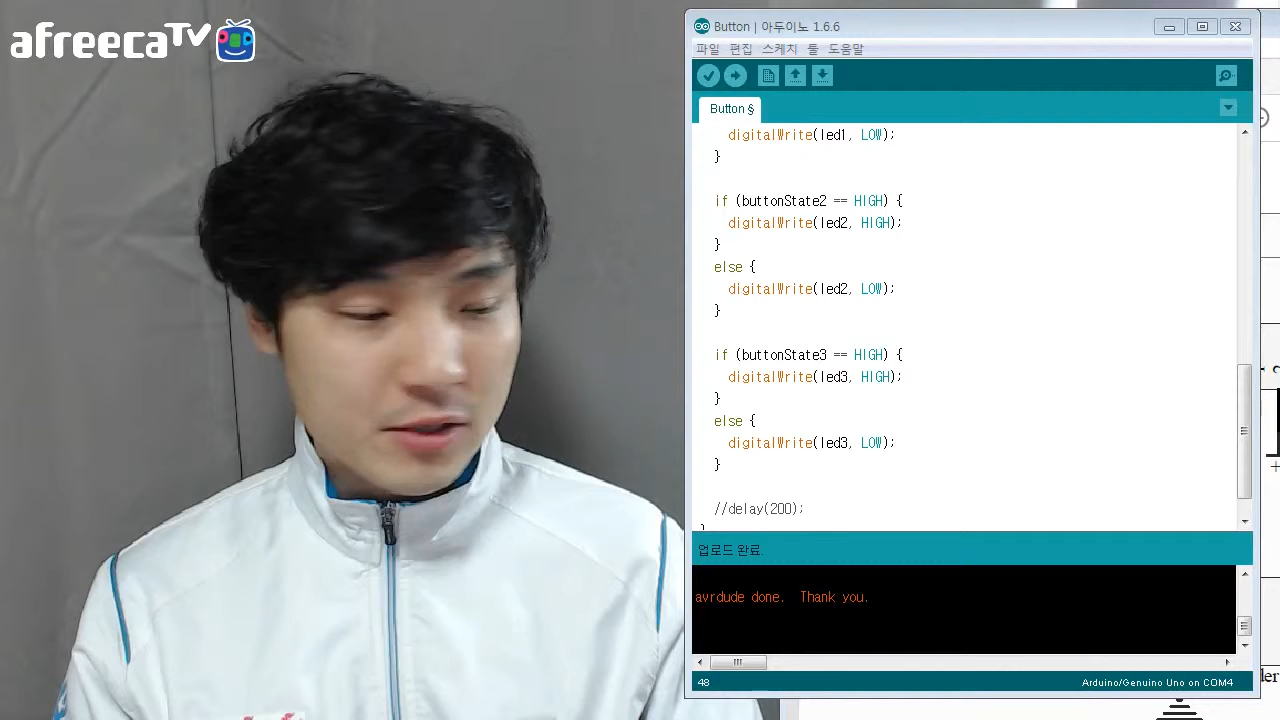 afreecaTV
Button | 아두이노 1.6.6
파일 편집 스케치 툴 도움말
Button §
digitalWrite(led1, LOW);
}
if (buttonState2 == HIGH) {
digitalWrite(led2, HIGH);
}
else {
digitalWrite(led2, LOW);
}
if (buttonState3 == HIGH) {
digitalWrite(led3, HIGH);
}
else {
digitalWrite(led3, LOW);
}
//delay(200);
}
업로드 완료.
avrdude done.  Thank you.
48
Arduino/Genuino Uno on COM4